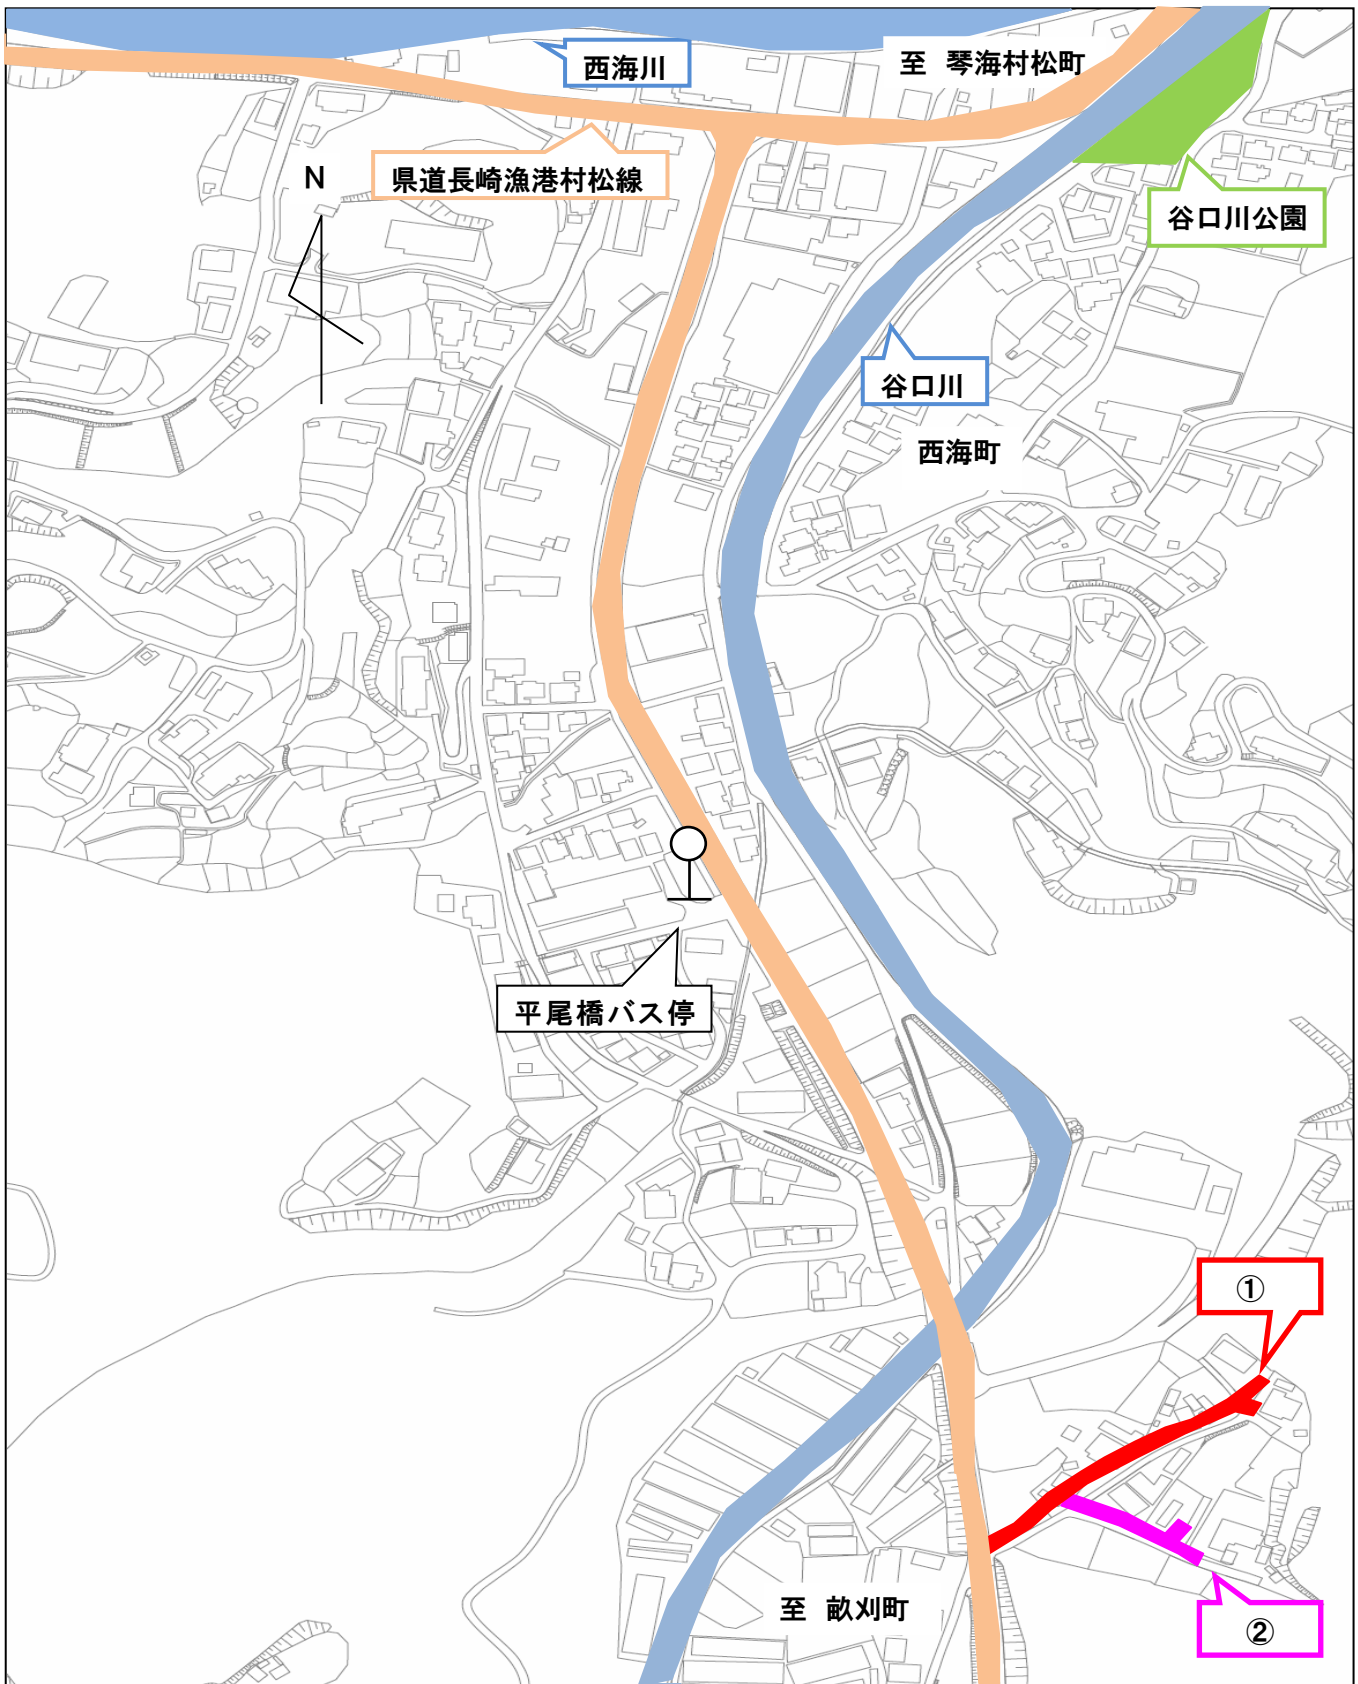 至 琴海村松町
西海川
県道長崎漁港村松線
N
谷口川公園
谷口川
西海町
平尾橋バス停
①
至 畝刈町
②